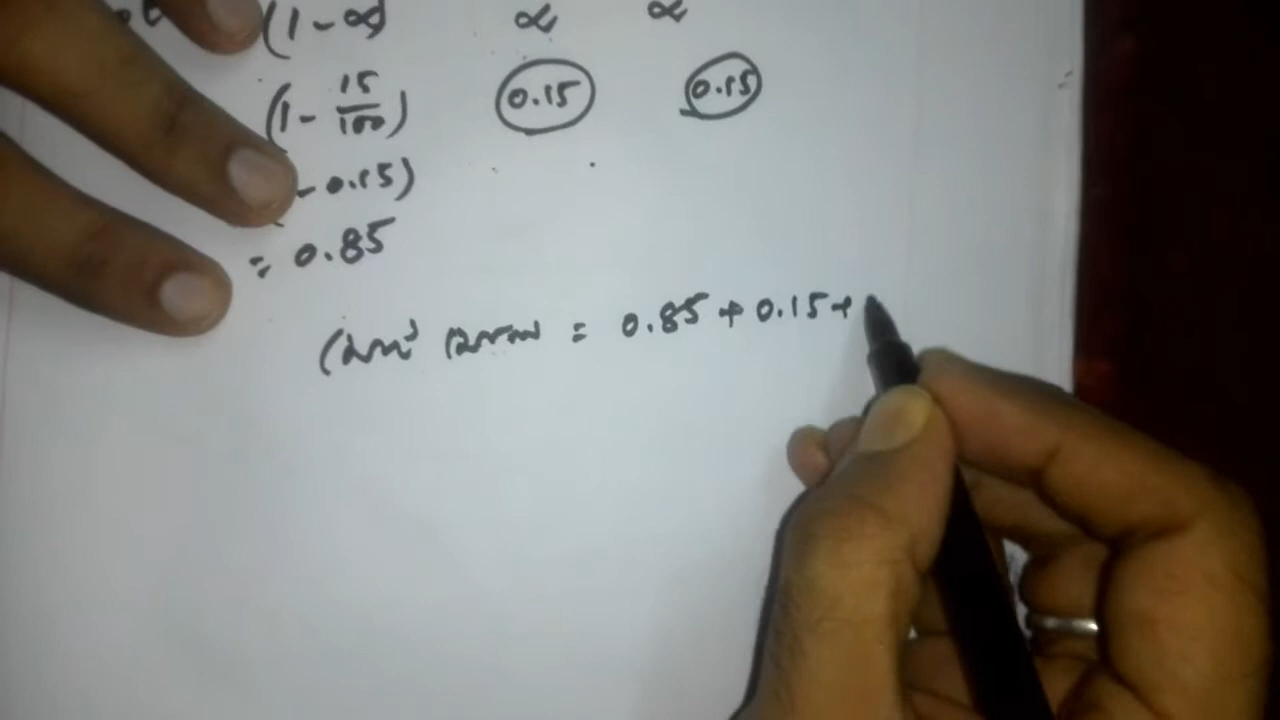 (1-∝) ∝ ∝
(1 - 15/100) 0.15 0.15
- 0.15)
= 0.85
= 0.85 + 0.15 +